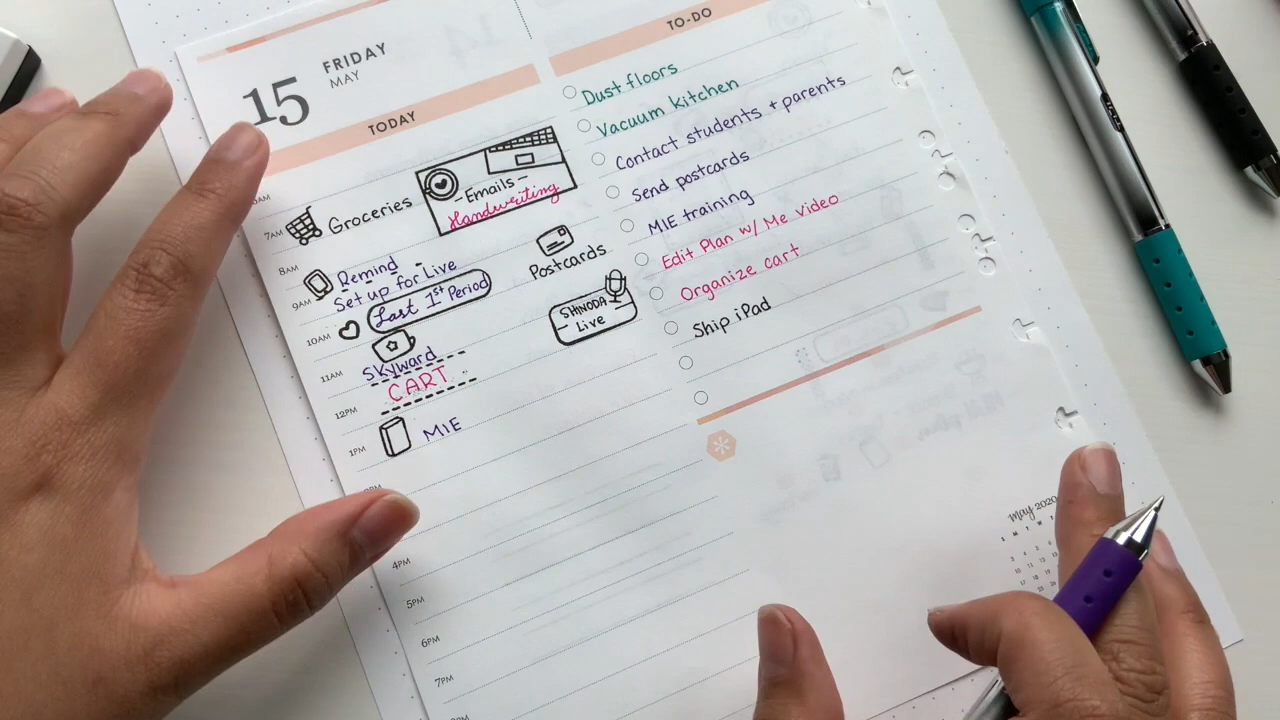 15
FRIDAY
MAY
TODAY
7AM
Groceries
- Emails -
Handwriting
8AM
Remind
Set up for Live
Postcards
9AM
Last 1st Period
10AM
SHINODA
- Live -
11AM
Skyward
CART
12PM
1PM
MIE
4PM
5PM
6PM
7PM
TO-DO
Dust floors
Vacuum kitchen
Contact students + parents
Send postcards
MIE training
Edit Plan w/ Me video
Organize cart
Ship iPad
May 2020